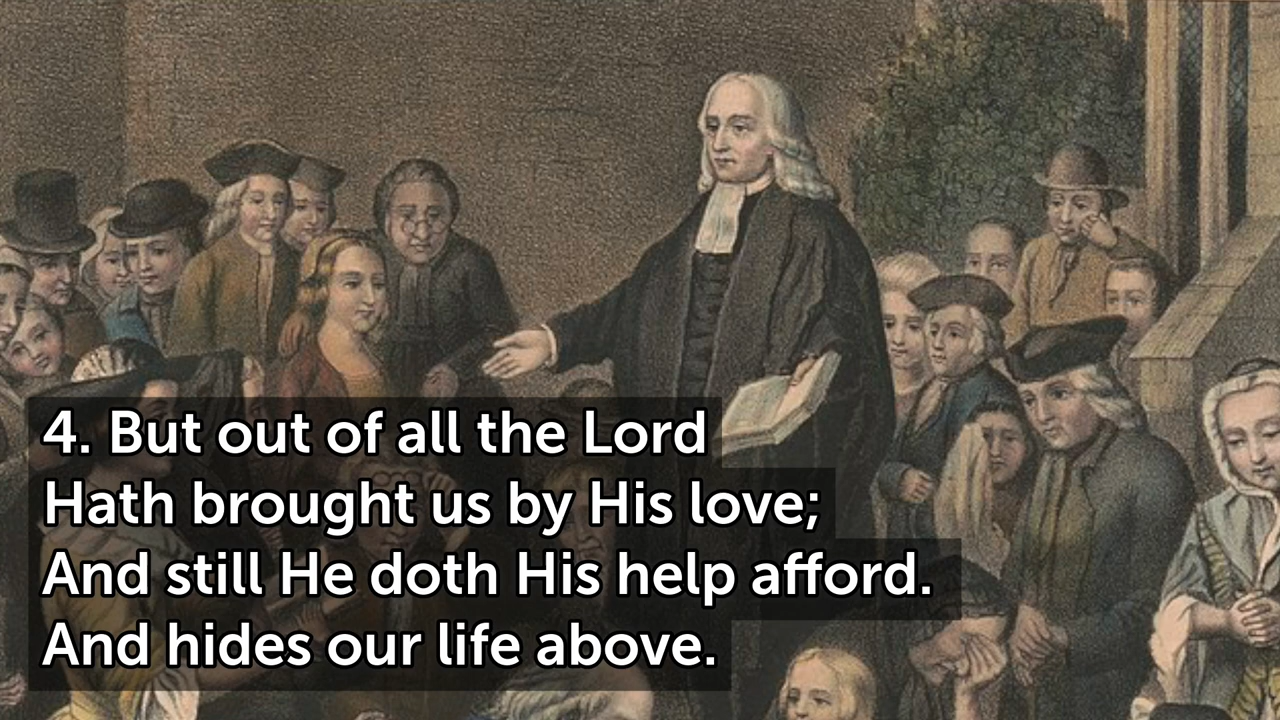 4. But out of all the Lord
Hath brought us by His love;
And still He doth His help afford.
And hides our life above.